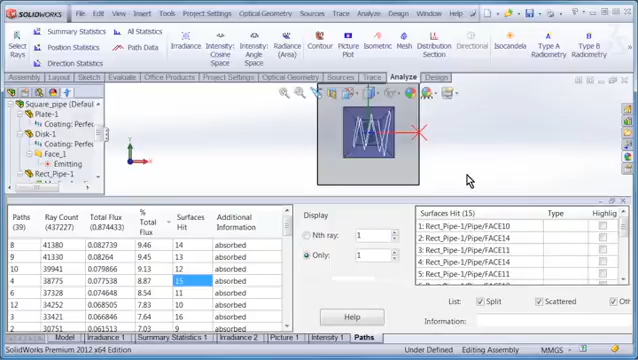 SOLIDWORKS File Edit View Insert Tools Project Settings Optical Geometry Sources Trace Analyze Design Window
Select Rays
Summary Statistics
Position Statistics
Direction Statistics
All Statistics
Path Data
Irradiance
Intensity: Cosine Space
Intensity: Angle Space
Radiance (Area)
Contour
Picture Plot
Isometric
Mesh
Distribution Section
Directional
Isocandela
Type A Radiometry
Type B Radiometry
Assembly Layout Sketch Evaluate Office Products Project Settings Optical Geometry Sources Trace Analyze Design
Square_pipe (Defaul
Plate-1
Coating: Perfec
Disk-1
Coating: Perfec
Face_1
Emitting
Rect_Pipe-1
Paths (39) Ray Count (437227) Total Flux (0.874433) % Total Flux Surfaces Hit Additional Information
8 41380 0.082739 9.46 14 absorbed
9 41330 0.08264 9.45 13 absorbed
10 39941 0.079866 9.13 12 absorbed
4 38775 0.077538 8.87 15 absorbed
6 37328 0.074648 8.54 11 absorbed
12 34252 0.068505 7.83 10 absorbed
3 33421 0.066846 7.64 16 absorbed
2 30751 0.061513 7.03 9 absorbed
Display
Nth ray: 1
Only: 1
Help
Surfaces Hit (15) Type Highlig
1: Rect_Pipe-1/Pipe/FACE10
2: Rect_Pipe-1/Pipe/FACE14
3: Rect_Pipe-1/Pipe/FACE11
4: Rect_Pipe-1/Pipe/FACE14
5: Rect_Pipe-1/Pipe/FACE11
List: Split Scattered Oth
Information:
Model Irradiance 1 Summary Statistics 1 Irradiance 2 Picture 1 Intensity 1 Paths
SolidWorks Premium 2012 x64 Edition Under Defined Editing Assembly MMGS